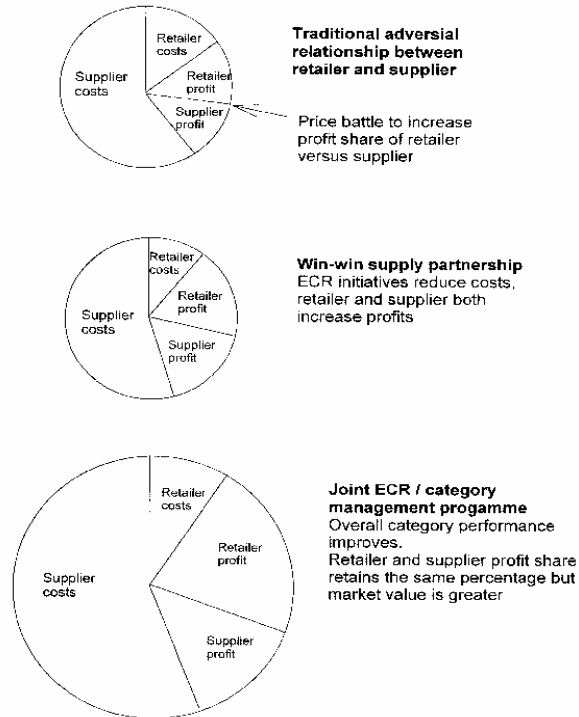 Supplier
costs
Retailer
costs
Retailer
profit
Supplier
profit
Traditional adversial
relationship between
retailer and supplier
Price battle to increase
profit share of retailer
versus supplier
Supplier
costs
Retailer
costs
Retailer
profit
Supplier
profit
Win-win supply partnership
ECR initiatives reduce costs,
retailer and supplier both
increase profits
Supplier
costs
Retailer
costs
Retailer
profit
Supplier
profit
Joint ECR / category
management progamme
Overall category performance
improves.
Retailer and supplier profit share
retains the same percentage but
market value is greater